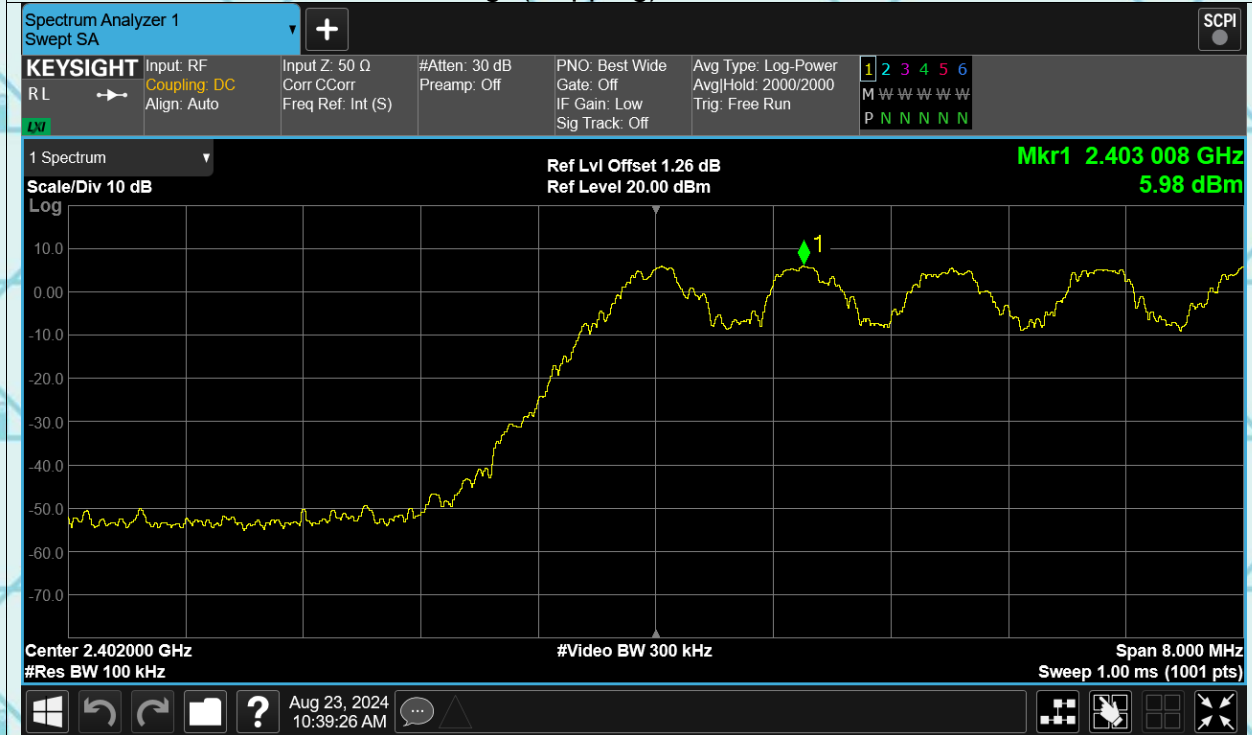 Spectrum Analyzer 1
Swept SA
SCPI
KEYSIGHT
RL
LXI
Input: RF
Coupling: DC
Align: Auto
Input Z: 50 Ω
Corr CCorr
Freq Ref: Int (S)
#Atten: 30 dB
Preamp: Off
PNO: Best Wide
Gate: Off
IF Gain: Low
Sig Track: Off
Avg Type: Log-Power
Avg|Hold: 2000/2000
Trig: Free Run
1 2 3 4 5 6
M W W W W W
P N N N N N
1 Spectrum
Scale/Div 10 dB
Ref Lvl Offset 1.26 dB
Ref Level 20.00 dBm
Mkr1 2.403 008 GHz
5.98 dBm
Log
1
10.0
0.00
-10.0
-20.0
-30.0
-40.0
-50.0
-60.0
-70.0
Center 2.402000 GHz
#Video BW 300 kHz
Span 8.000 MHz
#Res BW 100 kHz
Sweep 1.00 ms (1001 pts)
?
Aug 23, 2024
10:39:26 AM